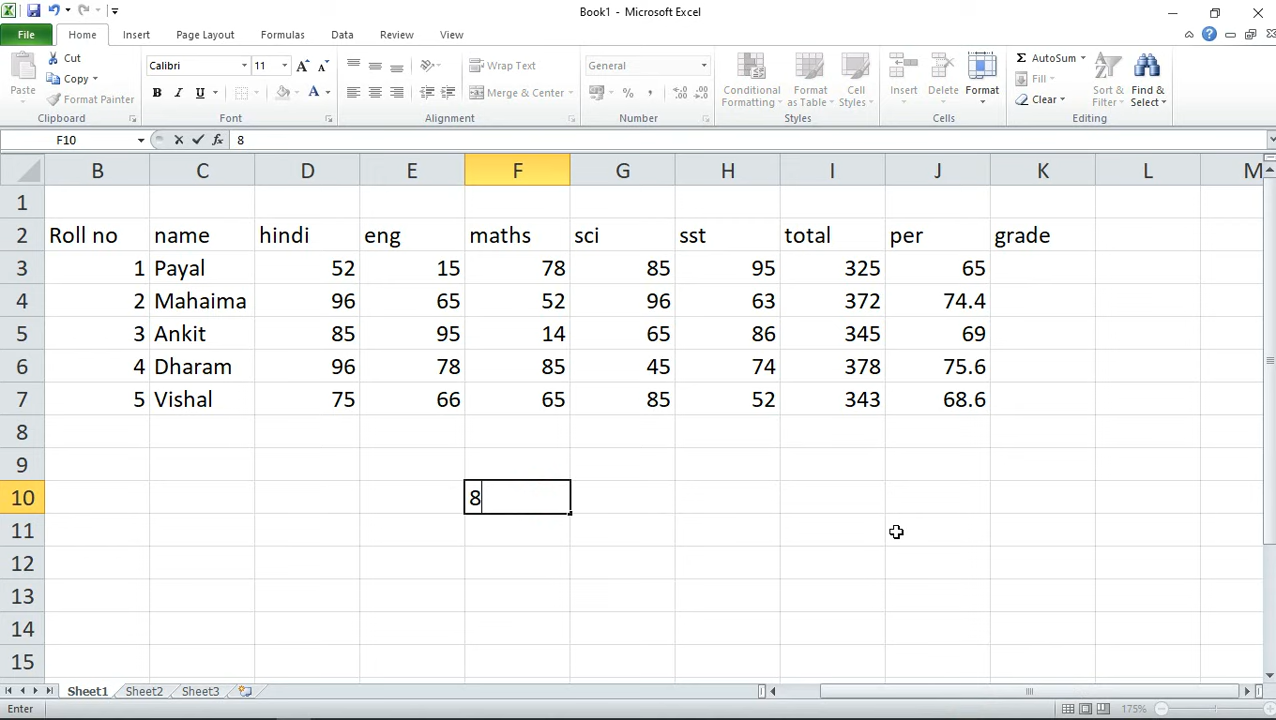 Book1 - Microsoft Excel
File Home Insert Page Layout Formulas Data Review View
Paste
Cut
Copy
Format Painter
Clipboard
Calibri 11 A A
B I U A
Font
Wrap Text
Merge & Center
Alignment
General
% , .0 .00 .00 .0
Number
Conditional Formatting
Format as Table
Cell Styles
Styles
Insert Delete Format
Cells
Σ AutoSum
Fill
Clear
Sort & Filter
Find & Select
Editing
F10 fx 8
B C D E F G H I J K L M
1
2 Roll no name hindi eng maths sci sst total per grade
3 1 Payal 52 15 78 85 95 325 65
4 2 Mahaima 96 65 52 96 63 372 74.4
5 3 Ankit 85 95 14 65 86 345 69
6 4 Dharam 96 78 85 45 74 378 75.6
7 5 Vishal 75 66 65 85 52 343 68.6
8
9
10 8
11
12
13
14
15
Sheet1 Sheet2 Sheet3
Enter 175%